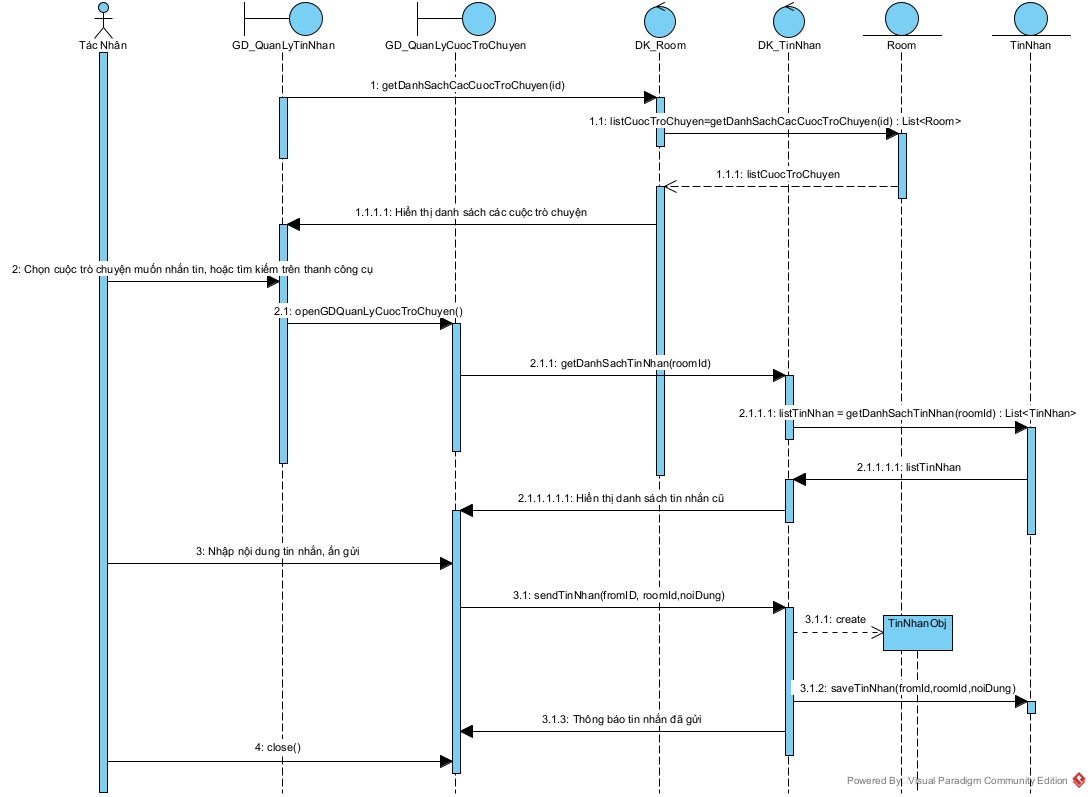 Tác Nhân
GD_QuanLyTinNhan
GD_QuanLyCuocTroChuyen
DK_Room
DK_TinNhan
Room
TinNhan
1: getDanhSachCacCuocTroChuyen(id)
1.1: listCuocTroChuyen=getDanhSachCacCuocTroChuyen(id) : List<Room>
1.1.1: listCuocTroChuyen
1.1.1.1: Hiển thị danh sách các cuộc trò chuyện
2: Chọn cuộc trò chuyện muốn nhắn tin, hoặc tìm kiếm trên thanh công cụ
2.1: openGDQuanLyCuocTroChuyen()
2.1.1: getDanhSachTinNhan(roomId)
2.1.1.1: listTinNhan = getDanhSachTinNhan(roomId) : List<TinNhan>
2.1.1.1.1: listTinNhan
2.1.1.1.1.1: Hiển thị danh sách tin nhắn cũ
3: Nhập nội dung tin nhắn, ấn gửi
3.1: sendTinNhan(fromID, roomId,noiDung)
3.1.1: create
TinNhanObj
3.1.2: saveTinNhan(fromId,roomId,noiDung)
3.1.3: Thông báo tin nhắn đã gửi
4: close()
Powered By: Visual Paradigm Community Edition